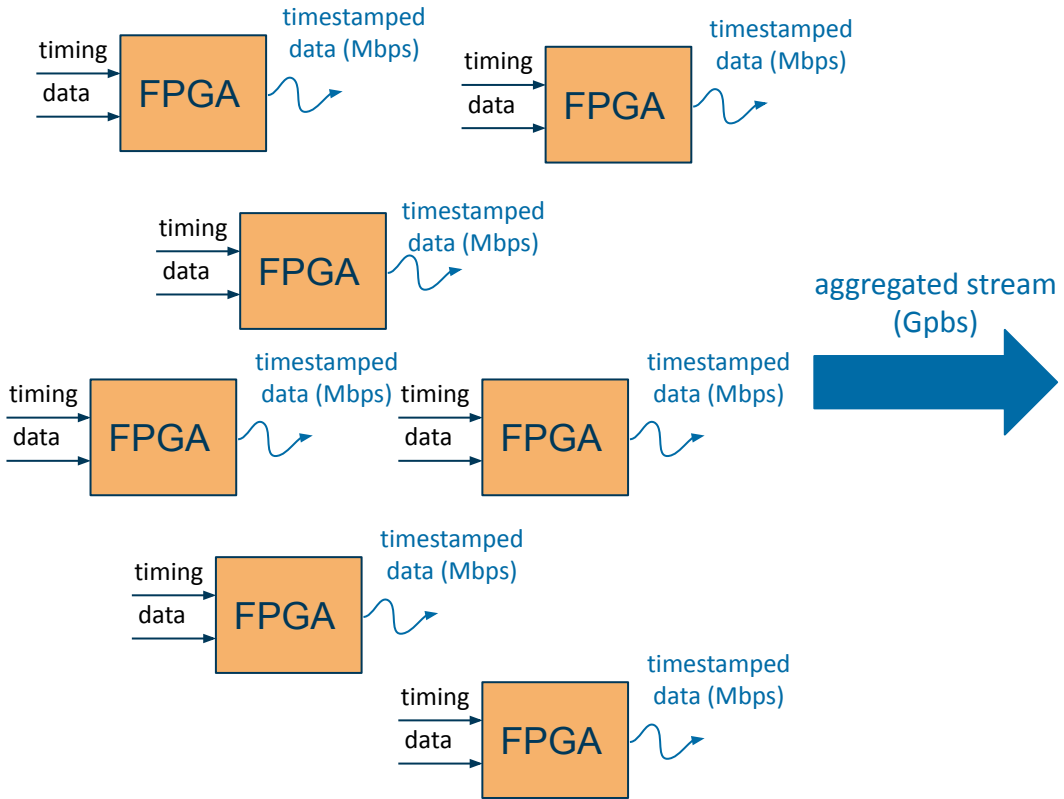 timestamped
data (Mbps)
timing
data
FPGA
timestamped
data (Mbps)
timing
data
FPGA
timestamped
data (Mbps)
timing
data
FPGA
aggregated stream
(Gpbs)
timestamped
data (Mbps)
timing
data
FPGA
timestamped
data (Mbps)
timing
data
FPGA
timestamped
data (Mbps)
timing
data
FPGA
timestamped
data (Mbps)
timing
data
FPGA